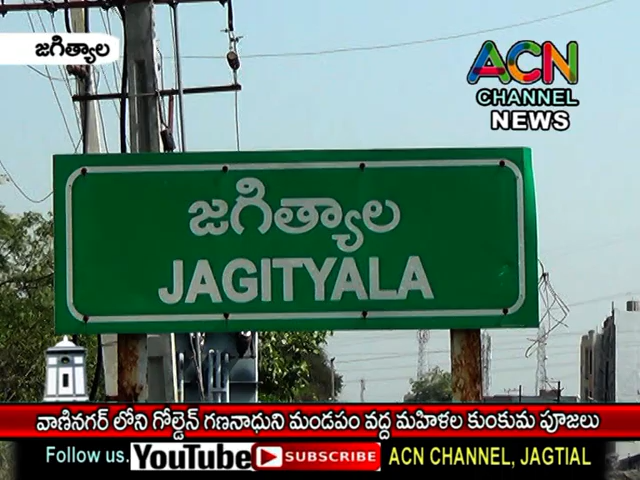 జగిత్యాల
ACN
CHANNEL
NEWS
జగిత్యాల
JAGITYALA
వాణినగర్ లోని గోల్డెన్ గణనాధుని మండపం వద్ద మహిళల కుంకుమ పూజలు
Follow us. YouTube SUBSCRIBE ACN CHANNEL, JAGTIAL